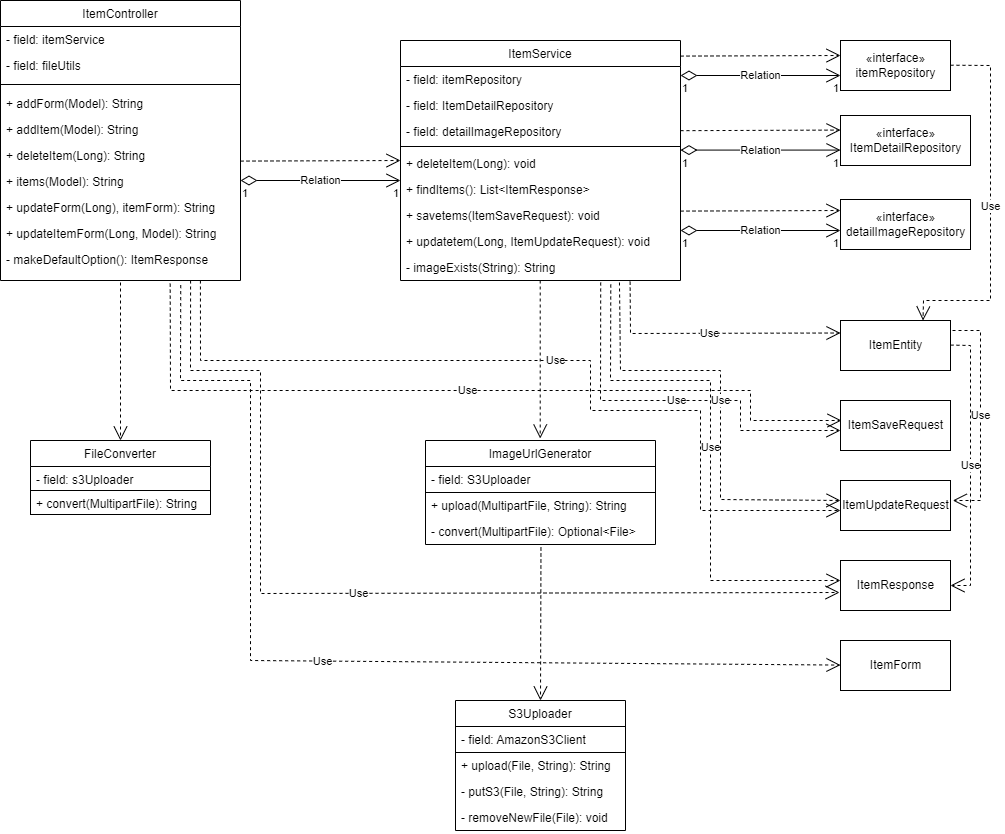 ItemController
- field: itemService
- field: fileUtils
+ addForm(Model): String
+ addItem(Model): String
+ deleteItem(Long): String
+ items(Model): String
+ updateForm(Long), itemForm): String
+ updateItemForm(Long, Model): String
- makeDefaultOption(): ItemResponse
1
Relation
1
ItemService
- field: itemRepository
- field: ItemDetailRepository
- field: detailImageRepository
+ deleteItem(Long): void
+ findItems(): List<ItemResponse>
+ savetems(ItemSaveRequest): void
+ updatetem(Long, ItemUpdateRequest): void
- imageExists(String): String
1
Relation
1
1
Relation
1
1
Relation
1
«interface»
itemRepository
«interface»
ItemDetailRepository
«interface»
detailImageRepository
Use
Use
Use
Use
Use
Use
Use
Use
Use
Use
Use
ItemEntity
ItemSaveRequest
ItemUpdateRequest
ItemResponse
ItemForm
FileConverter
- field: s3Uploader
+ convert(MultipartFile): String
ImageUrlGenerator
- field: S3Uploader
+ upload(MultipartFile, String): String
- convert(MultipartFile): Optional<File>
S3Uploader
- field: AmazonS3Client
+ upload(File, String): String
- putS3(File, String): String
- removeNewFile(File): void